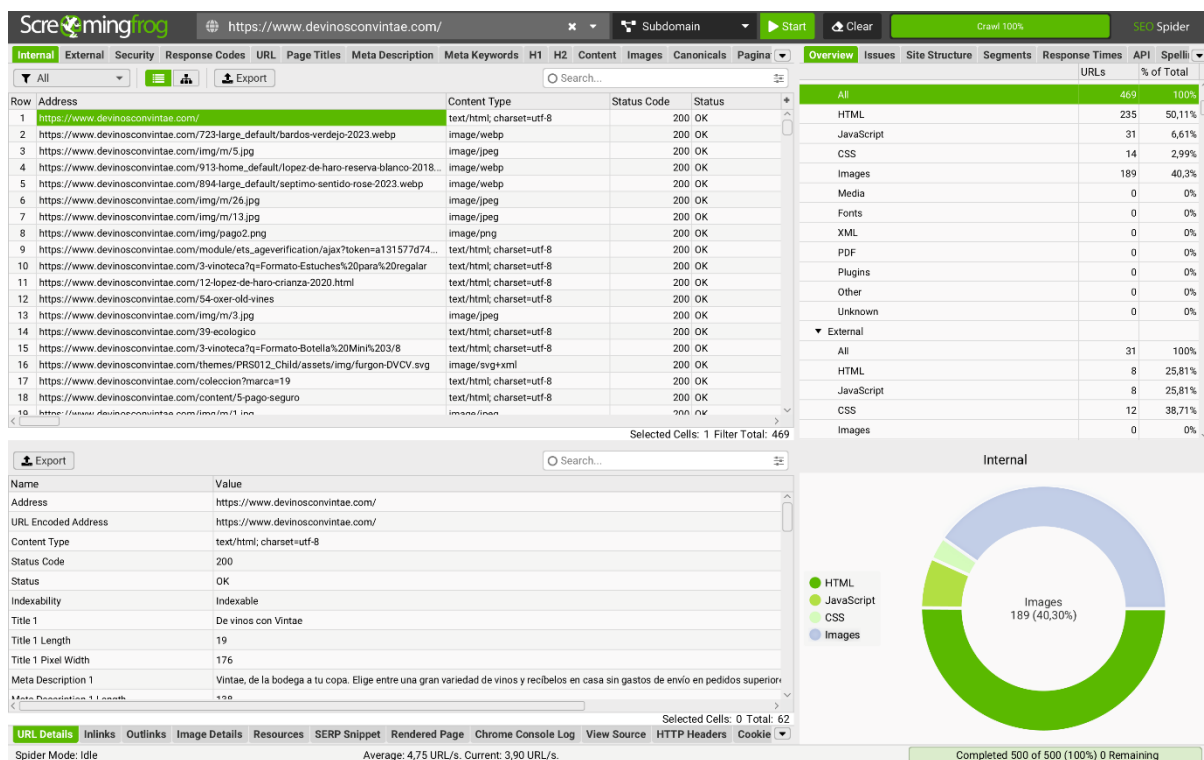 Screamingfrog https://www.devinosconvintae.com/ Subdomain Start Clear Crawl 100% SEO Spider
Internal External Security Response Codes URL Page Titles Meta Description Meta Keywords H1 H2 Content Images Canonicals Pagina
All Export Search...
Row Address Content Type Status Code Status
1 https://www.devinosconvintae.com/ text/html; charset=utf-8 200 OK
2 https://www.devinosconvintae.com/723-large_default/bardos-verdejo-2023.webp image/webp 200 OK
3 https://www.devinosconvintae.com/img/m/5.jpg image/jpeg 200 OK
4 https://www.devinosconvintae.com/913-home_default/lopez-de-haro-reserva-blanco-2018... image/webp 200 OK
5 https://www.devinosconvintae.com/894-large_default/septimo-sentido-rose-2023.webp image/webp 200 OK
6 https://www.devinosconvintae.com/img/m/26.jpg image/jpeg 200 OK
7 https://www.devinosconvintae.com/img/m/13.jpg image/jpeg 200 OK
8 https://www.devinosconvintae.com/img/pago2.png image/png 200 OK
9 https://www.devinosconvintae.com/module/ets_ageverification/ajax?token=a131577d74... text/html; charset=utf-8 200 OK
10 https://www.devinosconvintae.com/3-vinoteca?q=Formato-Estuches%20para%20regalar text/html; charset=utf-8 200 OK
11 https://www.devinosconvintae.com/12-lopez-de-haro-crianza-2020.html text/html; charset=utf-8 200 OK
12 https://www.devinosconvintae.com/54-oxer-old-vines text/html; charset=utf-8 200 OK
13 https://www.devinosconvintae.com/img/m/3.jpg image/jpeg 200 OK
14 https://www.devinosconvintae.com/39-ecologico text/html; charset=utf-8 200 OK
15 https://www.devinosconvintae.com/3-vinoteca?q=Formato-Botella%20Mini%203/8 text/html; charset=utf-8 200 OK
16 https://www.devinosconvintae.com/themes/PRS012_Child/assets/img/furgon-DVCV.svg image/svg+xml 200 OK
17 https://www.devinosconvintae.com/coleccion?marca=19 text/html; charset=utf-8 200 OK
18 https://www.devinosconvintae.com/content/5-pago-seguro text/html; charset=utf-8 200 OK
19 https://www.devinosconvintae.com/img/m/1.jpg image/jpeg 200 OK
Selected Cells: 1 Filter Total: 469
Export Search...
Name Value
Address https://www.devinosconvintae.com/
URL Encoded Address https://www.devinosconvintae.com/
Content Type text/html; charset=utf-8
Status Code 200
Status OK
Indexability Indexable
Title 1 De vinos con Vintae
Title 1 Length 19
Title 1 Pixel Width 176
Meta Description 1 Vintae, de la bodega a tu copa. Elige entre una gran variedad de vinos y recíbelos en casa sin gastos de envío en pedidos superior
Meta Description 1 Length 138
Selected Cells: 0 Total: 62
URL Details Inlinks Outlinks Image Details Resources SERP Snippet Rendered Page Chrome Console Log View Source HTTP Headers Cookie
Overview Issues Site Structure Segments Response Times API Spelli
URLs % of Total
All 469 100%
HTML 235 50,11%
JavaScript 31 6,61%
CSS 14 2,99%
Images 189 40,3%
Media 0 0%
Fonts 0 0%
XML 0 0%
PDF 0 0%
Plugins 0 0%
Other 0 0%
Unknown 0 0%
External
All 31 100%
HTML 8 25,81%
JavaScript 8 25,81%
CSS 12 38,71%
Images 0 0%
Internal
HTML
JavaScript
CSS
Images
Images
189 (40,30%)
Spider Mode: Idle Average: 4,75 URL/s. Current: 3,90 URL/s. Completed 500 of 500 (100%) 0 Remaining